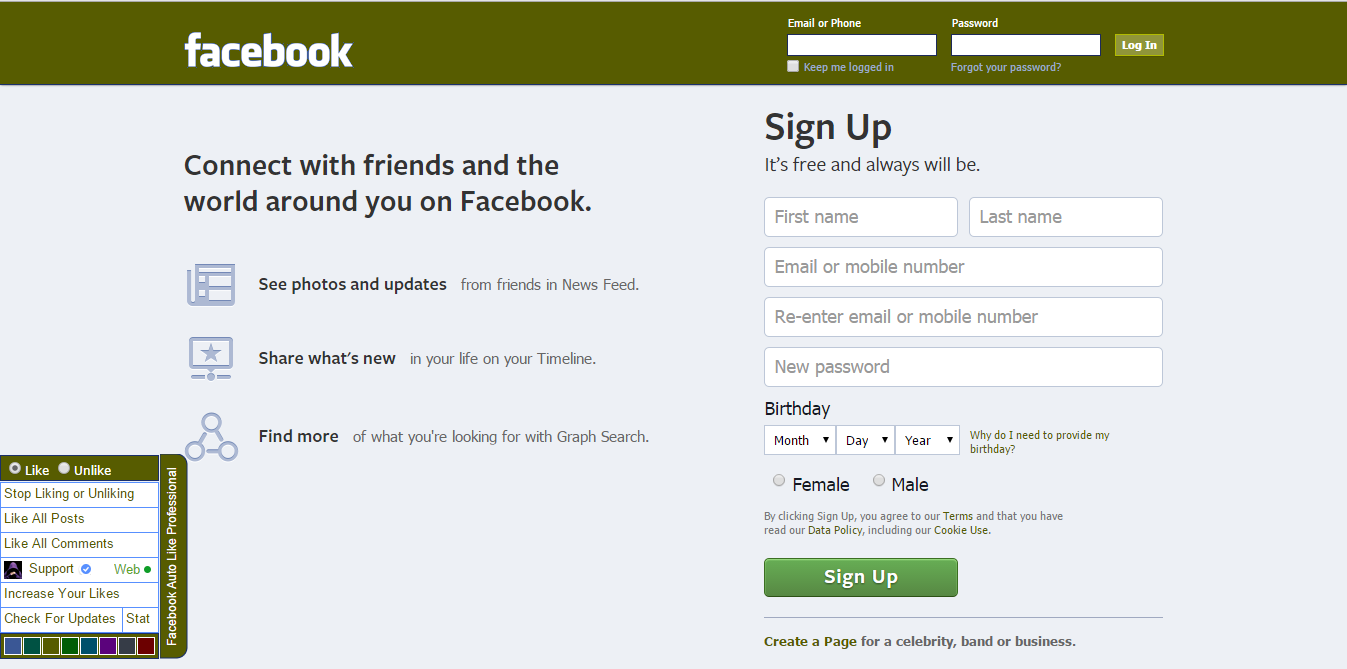 facebook
Email or Phone
Password
Log In
Keep me logged in
Forgot your password?
Connect with friends and the
world around you on Facebook.
See photos and updates from friends in News Feed.
Share what's new in your life on your Timeline.
Find more of what you're looking for with Graph Search.
Sign Up
It's free and always will be.
First name
Last name
Email or mobile number
Re-enter email or mobile number
New password
Birthday
Month
Day
Year
Why do I need to provide my
birthday?
Female
Male
By clicking Sign Up, you agree to our Terms and that you have
read our Data Policy, including our Cookie Use.
Sign Up
Create a Page for a celebrity, band or business.
Like
Unlike
Stop Liking or Unliking
Like All Posts
Like All Comments
Support
Web
Increase Your Likes
Check For Updates
Stat
Facebook Auto Like Professional